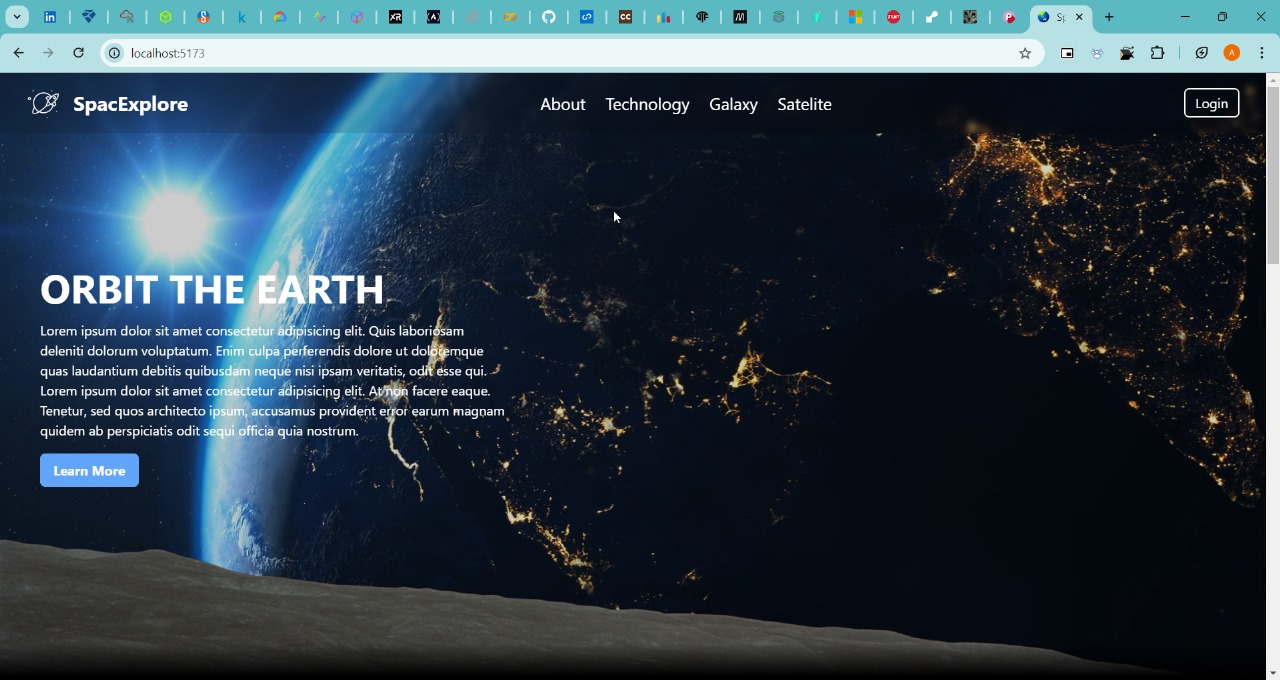 Sp
localhost:5173
A
SpacExplore
About Technology Galaxy Satelite
Login
ORBIT THE EARTH
Lorem ipsum dolor sit amet consectetur adipisicing elit. Quis laboriosam
deleniti dolorum voluptatum. Enim culpa perferendis dolore ut doloremque
quas laudantium debitis quibusdam neque nisi ipsam veritatis, odit esse qui.
Lorem ipsum dolor sit amet consectetur adipisicing elit. At non facere eaque.
Tenetur, sed quos architecto ipsum, accusamus provident error earum magnam
quidem ab perspiciatis odit sequi officia quia nostrum.
Learn More